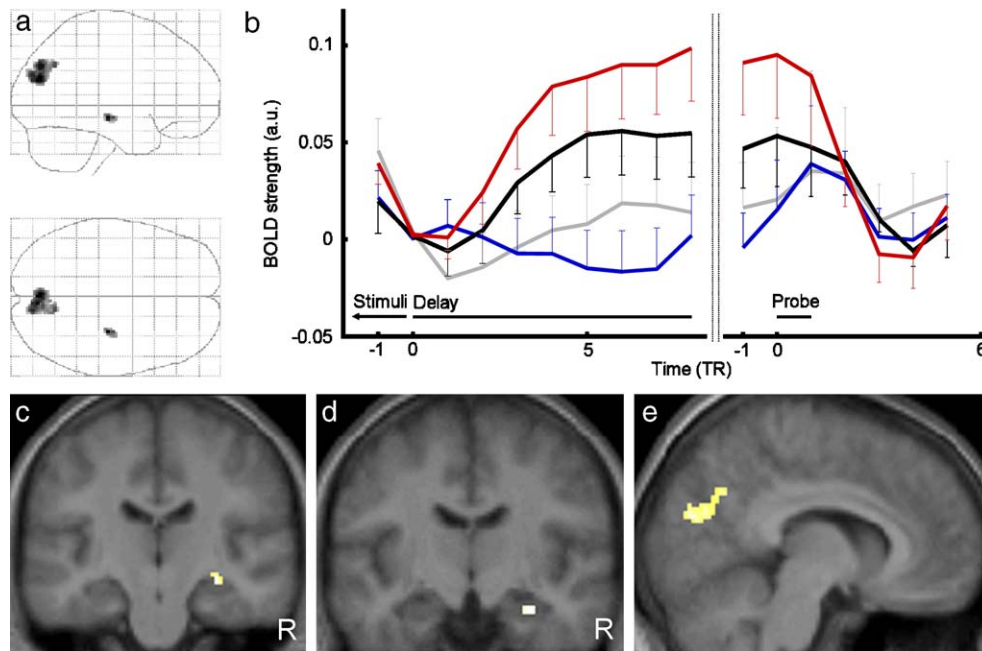 a
b
BOLD strength (a.u.)
0.1
0.05
0
-0.05
Stimuli Delay
Probe
-1 0 5 -1 0 6
Time (TR)
c
R
d
R
e